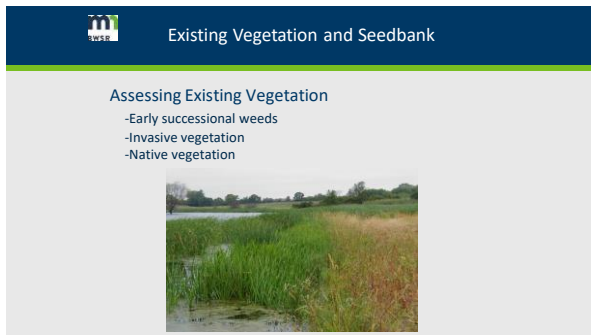 BWSR
Existing Vegetation and Seedbank
Assessing Existing Vegetation
-Early successional weeds
-Invasive vegetation
-Native vegetation